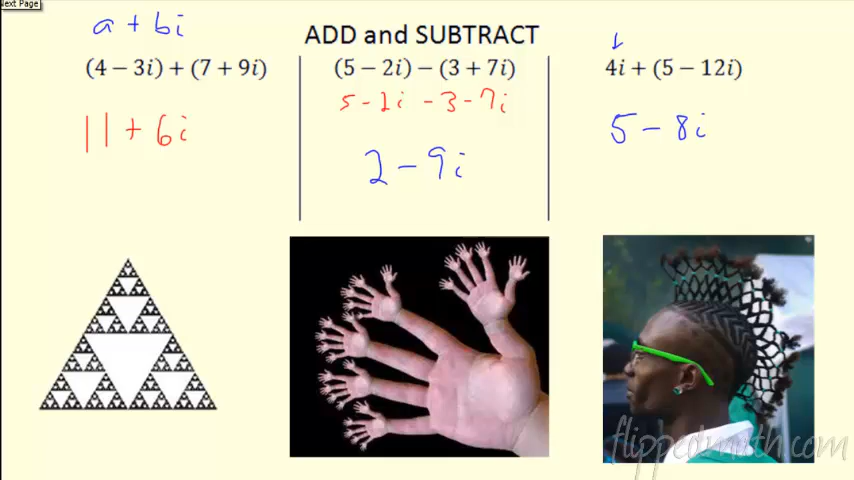 Next Page
a + bi
ADD and SUBTRACT
(4 − 3i) + (7 + 9i)
11 + 6i
(5 − 2i) − (3 + 7i)
5 - 2i - 3 - 7i
2 - 9i
↓
4i + (5 − 12i)
5 - 8i
flippedmath.com